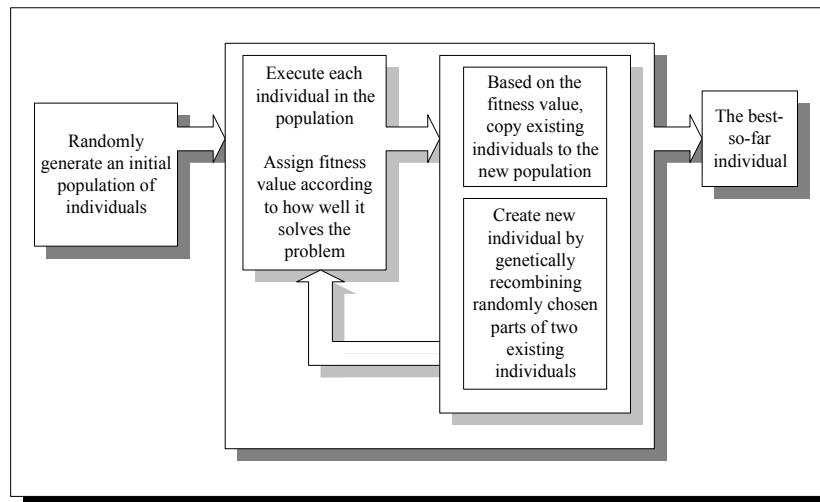 Randomly
generate an initial
population of
individuals
Execute each
individual in the
population
Assign fitness
value according
to how well it
solves the
problem
Based on the
fitness value,
copy existing
individuals to the
new population
Create new
individual by
genetically
recombining
randomly chosen
parts of two
existing
individuals
The best-
so-far
individual